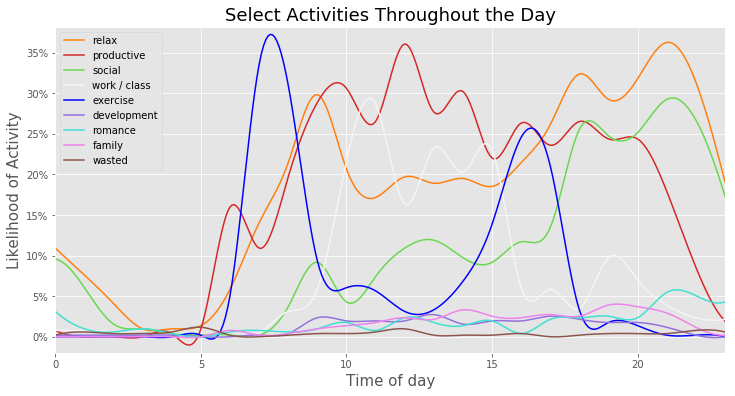 Select Activities Throughout the Day
relax
productive
social
work / class
exercise
development
romance
family
wasted
Likelihood of Activity
35%
30%
25%
20%
15%
10%
5%
0%
0 5 10 15 20
Time of day